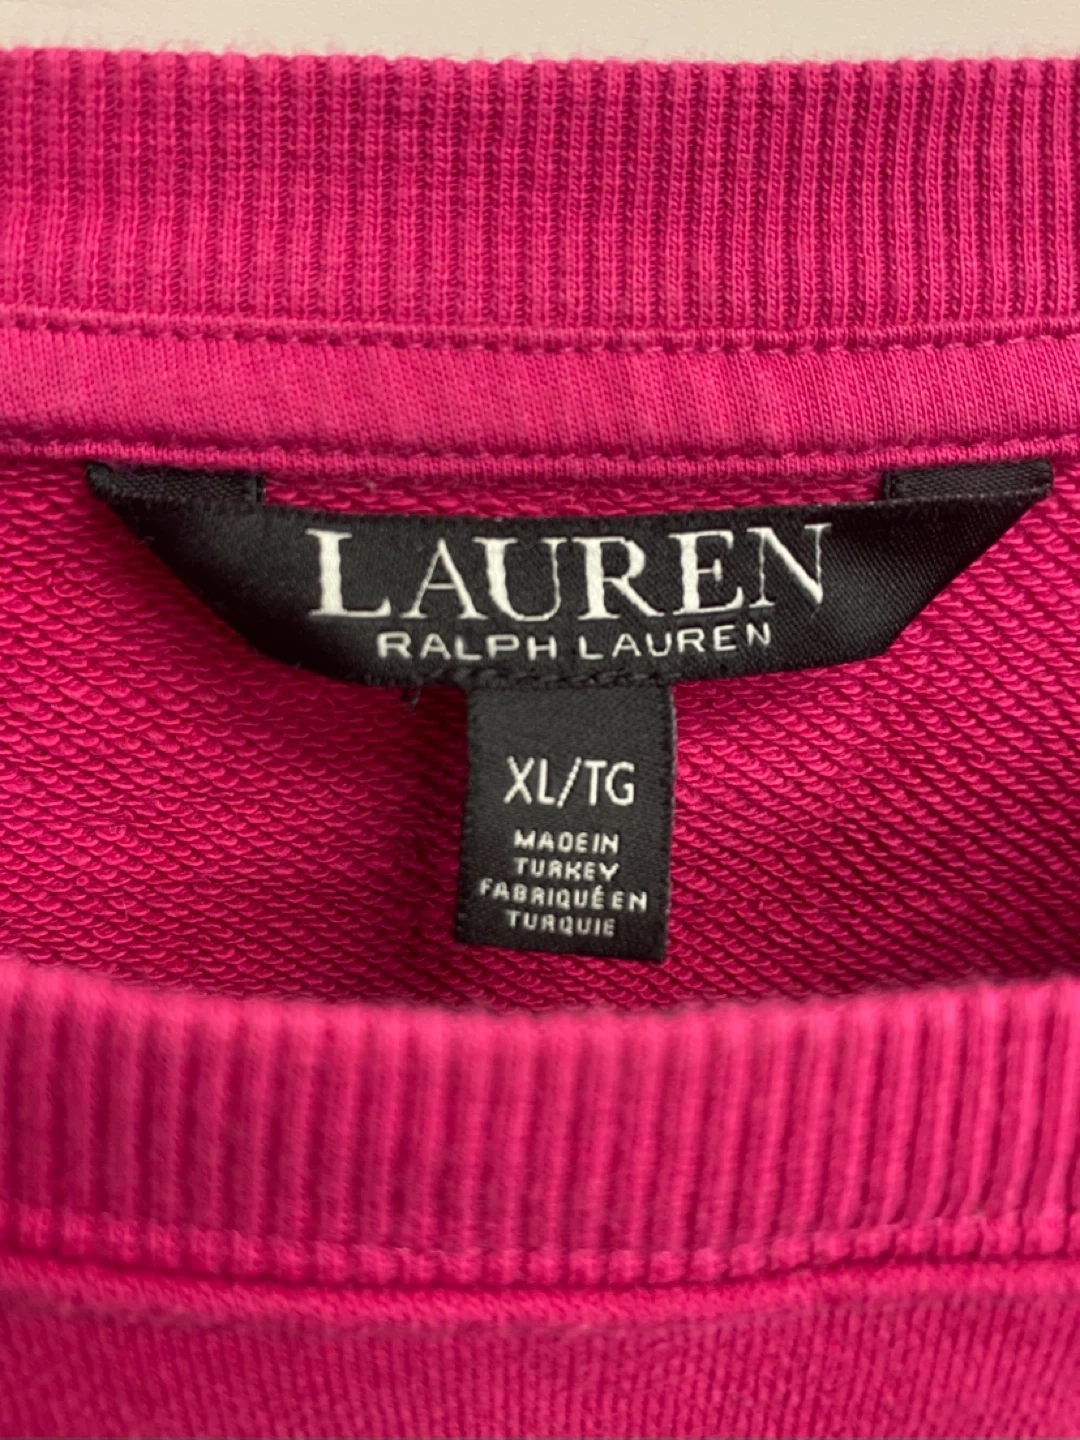 LAUREN
RALPH LAUREN
XL/TG
MADE IN
TURKEY
FABRIQUÉ EN
TURQUIE